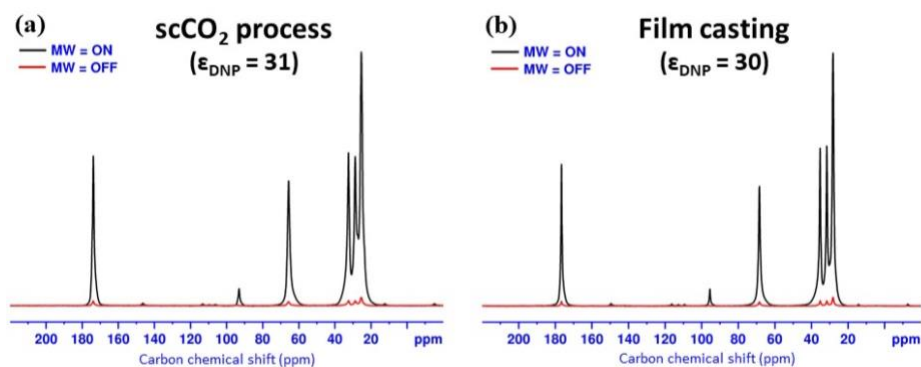 (a)
scCO₂ process
(ε_DNP = 31)
MW = ON
MW = OFF
200 180 160 140 120 100 80 60 40 20 ppm
Carbon chemical shift (ppm)
(b)
Film casting
(ε_DNP = 30)
MW = ON
MW = OFF
200 180 160 140 120 100 80 60 40 20 ppm
Carbon chemical shift (ppm)